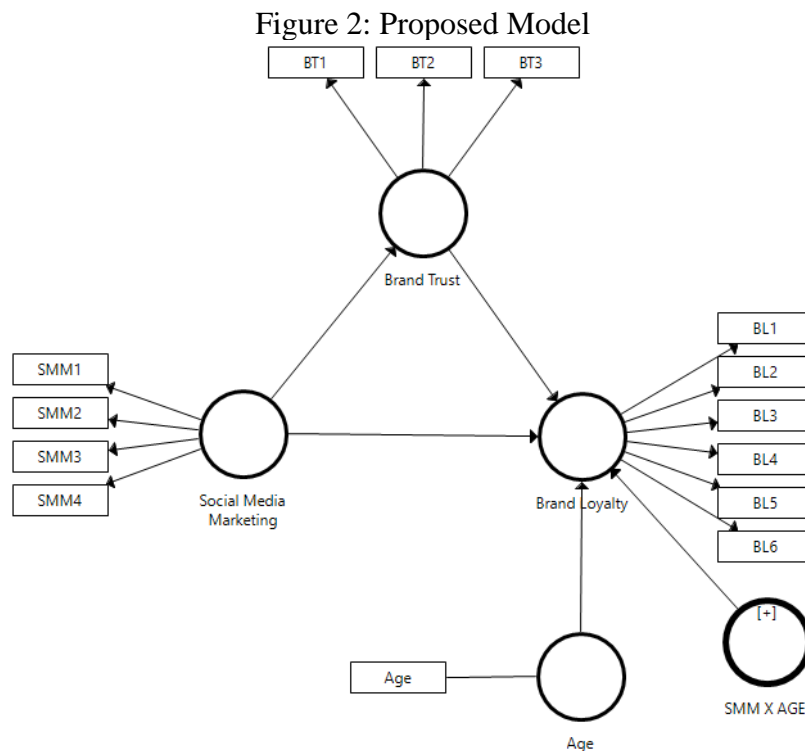 Figure 2: Proposed Model
BT1
BT2
BT3
Brand Trust
SMM1
SMM2
SMM3
SMM4
Social Media
Marketing
BL1
BL2
BL3
BL4
BL5
BL6
Brand Loyalty
[+]
SMM X AGE
Age
Age